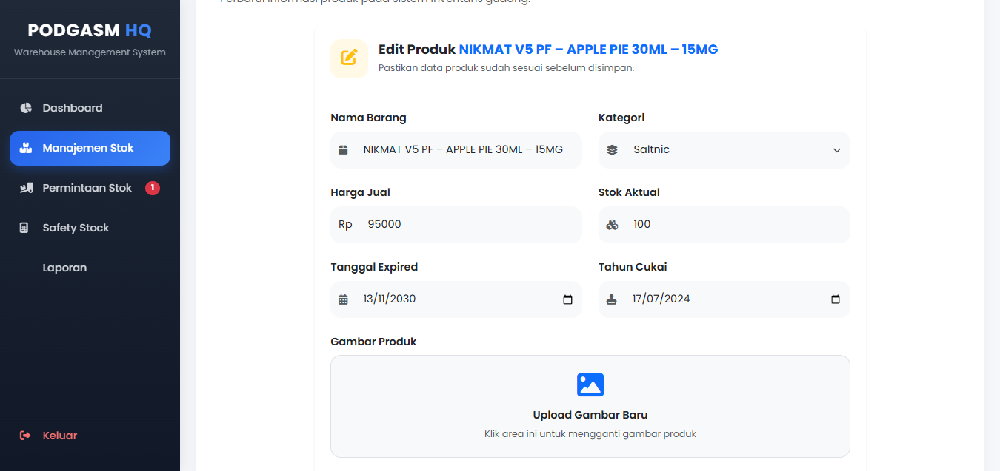 PODGASM HQ
Warehouse Management System
Dashboard
Manajemen Stok
Permintaan Stok 1
Safety Stock
Laporan
Keluar
Perbarui informasi produk pada sistem inventaris gudang.
Edit Produk NIKMAT V5 PF – APPLE PIE 30ML – 15MG
Pastikan data produk sudah sesuai sebelum disimpan.
Nama Barang
NIKMAT V5 PF – APPLE PIE 30ML – 15MG
Kategori
Saltnic
Harga Jual
Rp 95000
Stok Aktual
100
Tanggal Expired
13/11/2030
Tahun Cukai
17/07/2024
Gambar Produk
Upload Gambar Baru
Klik area ini untuk mengganti gambar produk